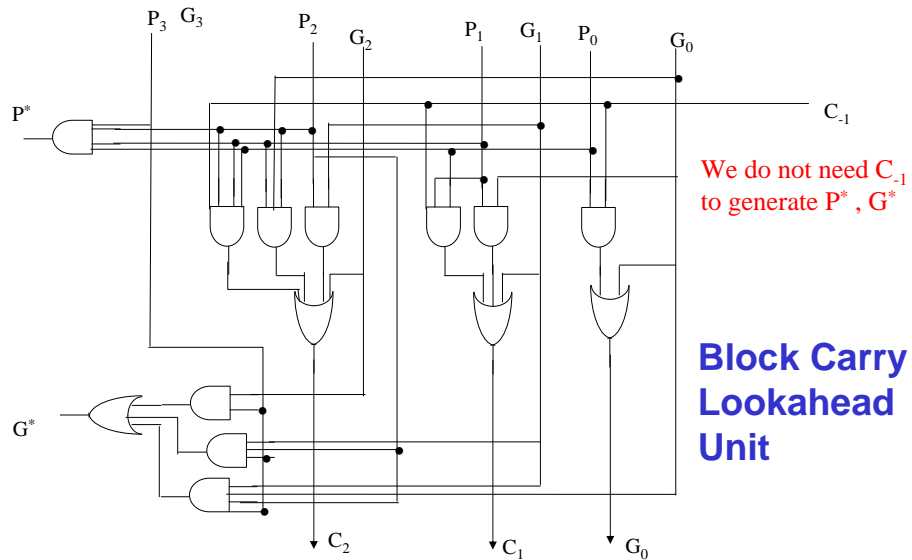 P3 G3 P2 G2 P1 G1 P0 G0
P*
C-1
We do not need C-1
to generate P* , G*
Block Carry
Lookahead
Unit
G*
C2 C1 G0